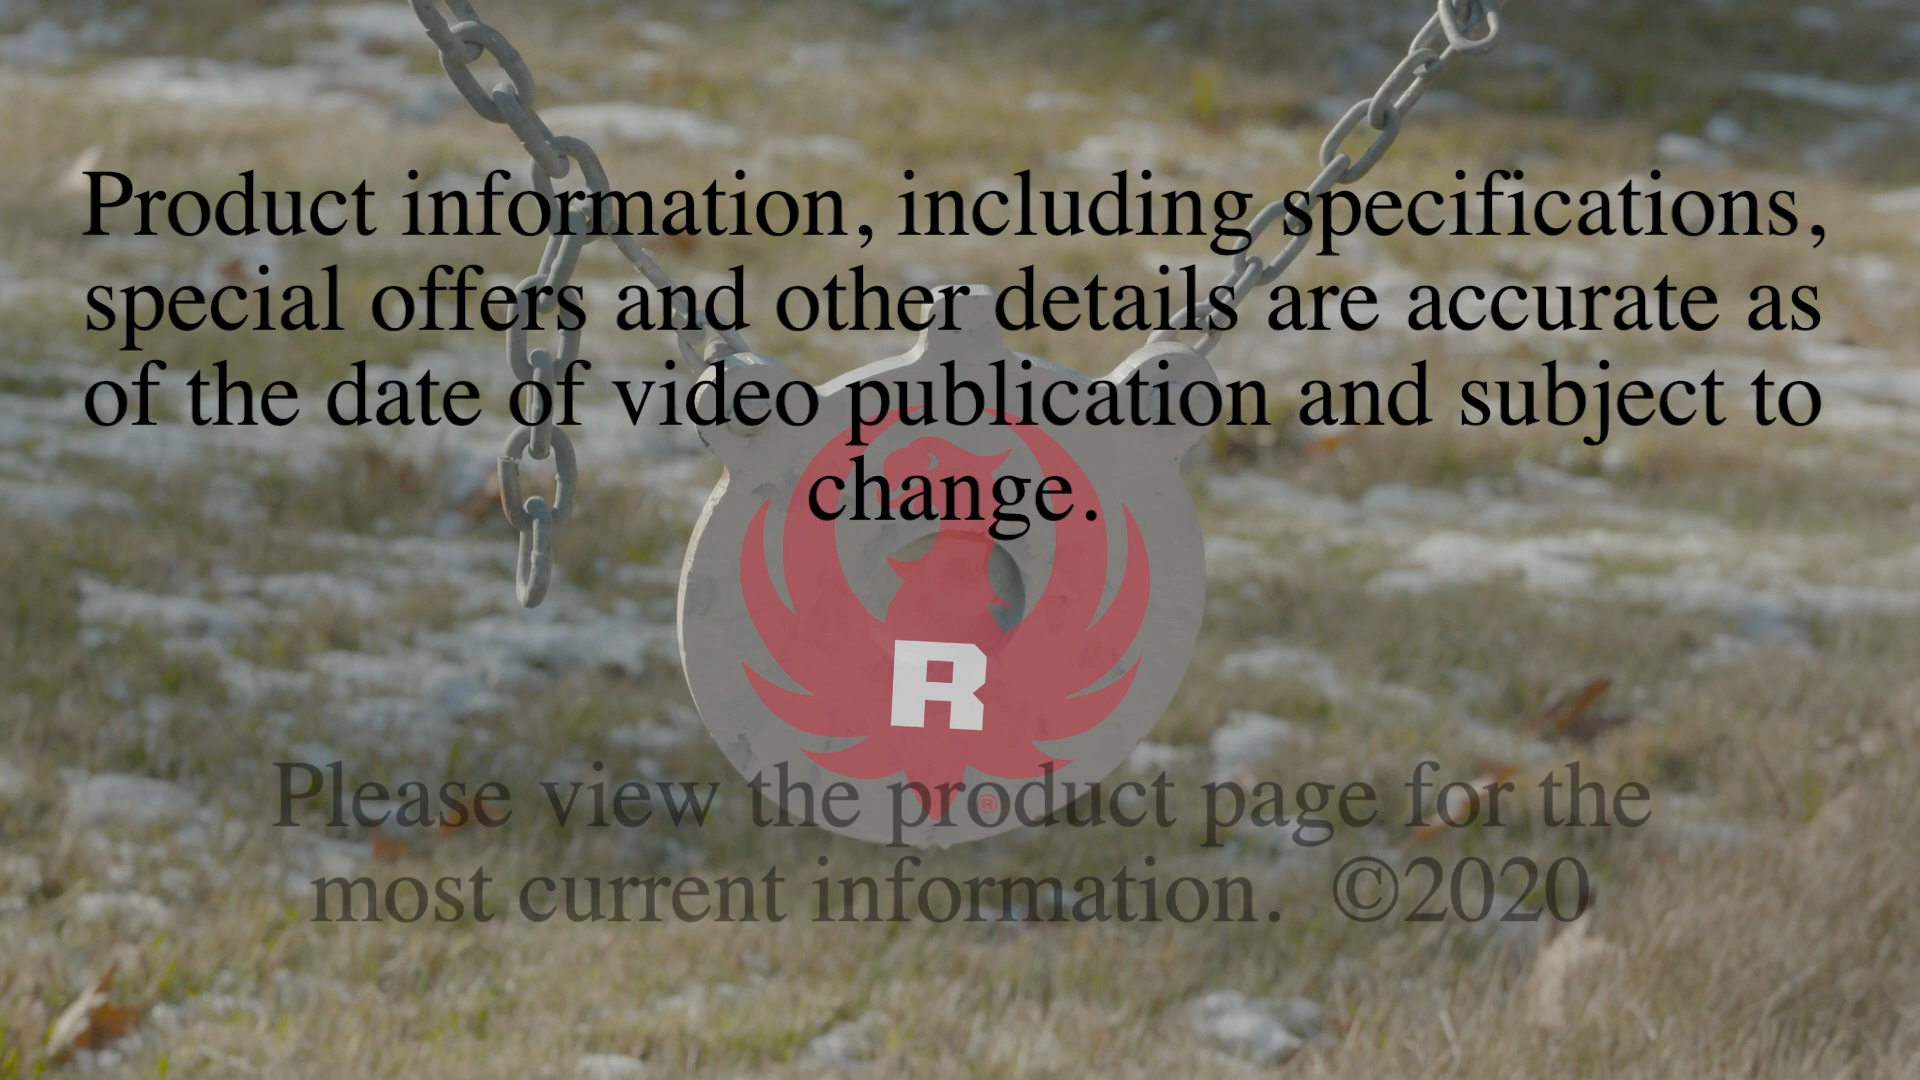 Product information, including specifications,
special offers and other details are accurate as
of the date of video publication and subject to
change.
R
®
Please view the product page for the
most current information. ©2020